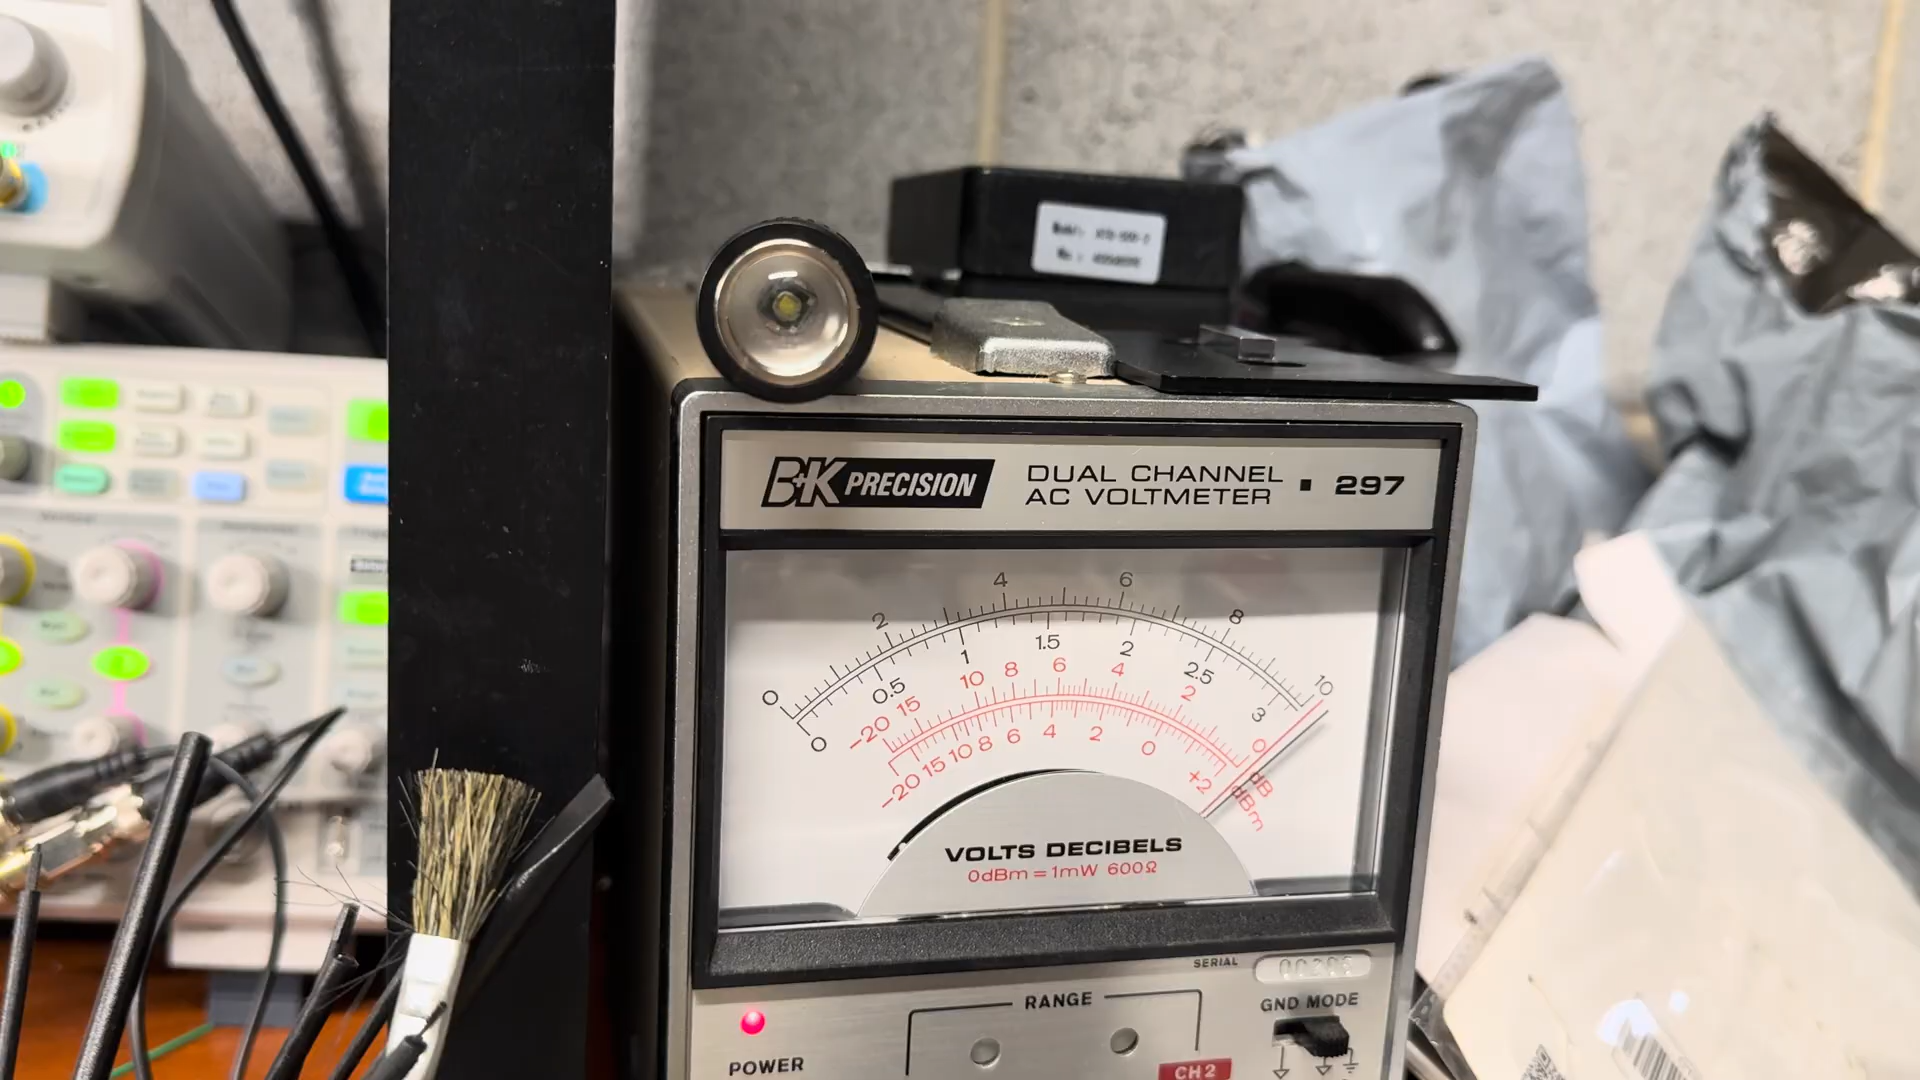 B+K PRECISION
DUAL CHANNEL
AC VOLTMETER ▪ 297
0 2 4 6 8 10
0 0.5 1 1.5 2 2.5 3
-20 15 10 8 6 4 2 0 dB
-20 15 10 8 6 4 2 0 +2 dBm
VOLTS DECIBELS
0dBm=1mW 600Ω
SERIAL
RANGE
GND MODE
POWER
CH2